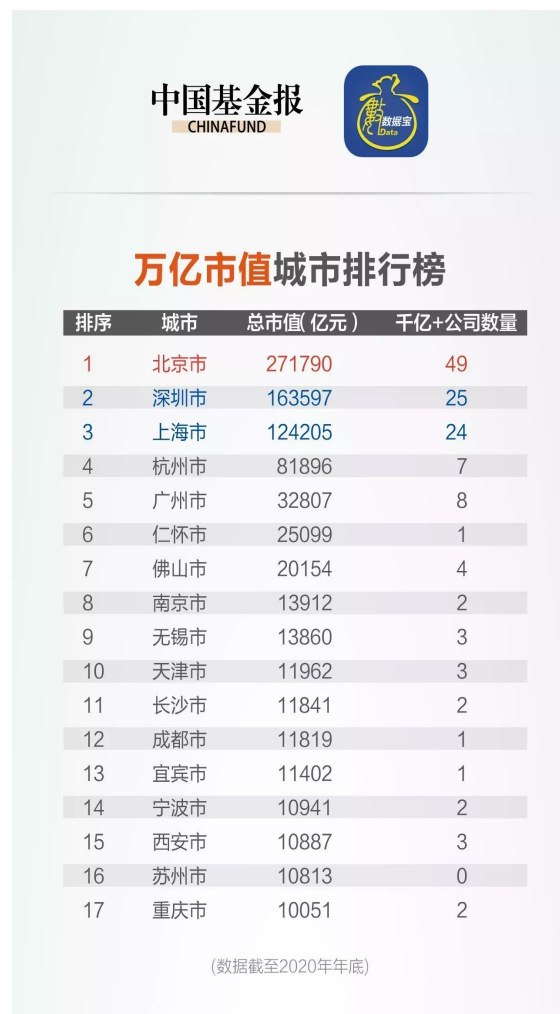 中国基金报
CHINAFUND
数据宝
Data
万亿市值城市排行榜
排序 城市 总市值(亿元) 千亿+公司数量
1 北京市 271790 49
2 深圳市 163597 25
3 上海市 124205 24
4 杭州市 81896 7
5 广州市 32807 8
6 仁怀市 25099 1
7 佛山市 20154 4
8 南京市 13912 2
9 无锡市 13860 3
10 天津市 11962 3
11 长沙市 11841 2
12 成都市 11819 1
13 宜宾市 11402 1
14 宁波市 10941 2
15 西安市 10887 3
16 苏州市 10813 0
17 重庆市 10051 2
(数据截至2020年年底)